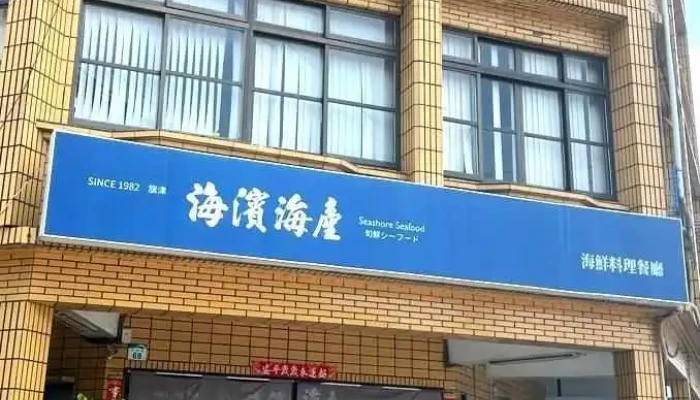 SINCE 1982 旗津
海濱海產
Seashore Seafood
旬鮮シーフード
海鮮料理餐廳
68